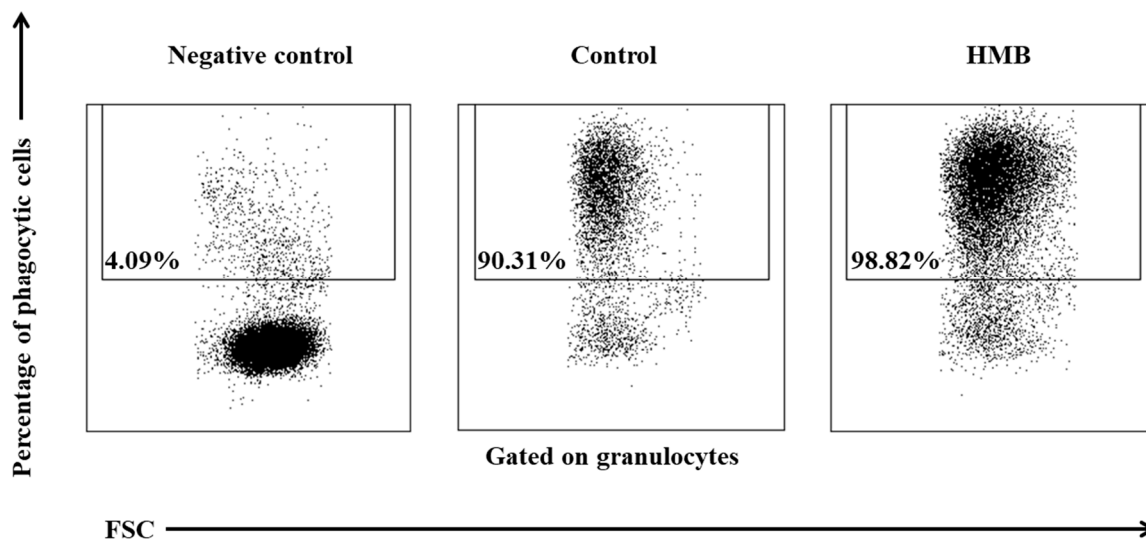 Negative control
Control
HMB
Percentage of phagocytic cells
4.09%
90.31%
98.82%
Gated on granulocytes
FSC